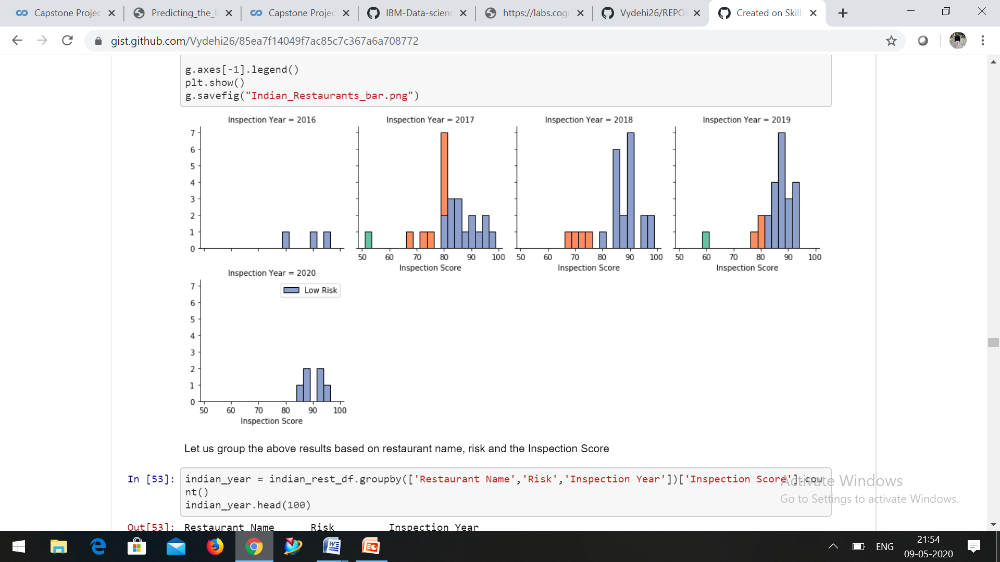 Capstone Projec
Predicting_the_I
Capstone Projec
IBM-Data-scienc
https://labs.cogn
Vydehi26/REPO
Created on Skill
gist.github.com/Vydehi26/85ea7f14049f7ac85c7c367a6a708772
g.axes[-1].legend()
plt.show()
g.savefig("Indian_Restaurants_bar.png")
Inspection Year = 2016
Inspection Year = 2017
Inspection Year = 2018
Inspection Year = 2019
7
6
5
4
3
2
1
0
50 60 70 80 90 100
50 60 70 80 90 100
50 60 70 80 90 100
Inspection Score
Inspection Score
Inspection Score
Inspection Year = 2020
Low Risk
7
6
5
4
3
2
1
0
50 60 70 80 90 100
Inspection Score
Let us group the above results based on restaurant name, risk and the Inspection Score
In [53]:
indian_year = indian_rest_df.groupby(['Restaurant Name','Risk','Inspection Year'])['Inspection Score'].cou
nt()
indian_year.head(100)
Activate Windows
Go to Settings to activate Windows.
Out[53]: Restaurant Name Risk Inspection Year
ENG
21:54
09-05-2020